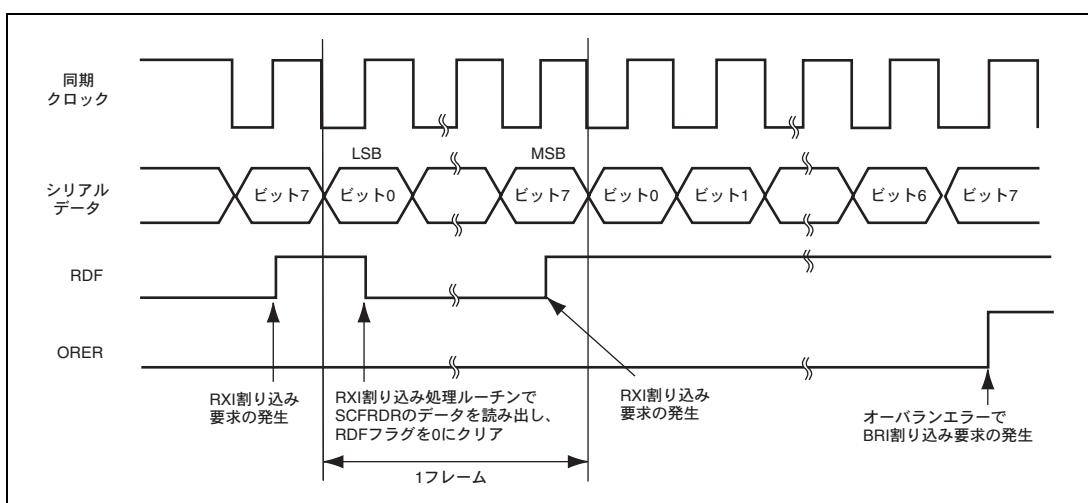 同期
クロック
LSB
MSB
シリアル
データ
ビット7
ビット0
ビット7
ビット0
ビット1
ビット6
ビット7
RDF
ORER
RXI割り込み
要求の発生
RXI割り込み処理ルーチンで
SCFRDRのデータを読み出し、
RDFフラグを0にクリア
RXI割り込み
要求の発生
オーバランエラーで
BRI割り込み要求の発生
1フレーム